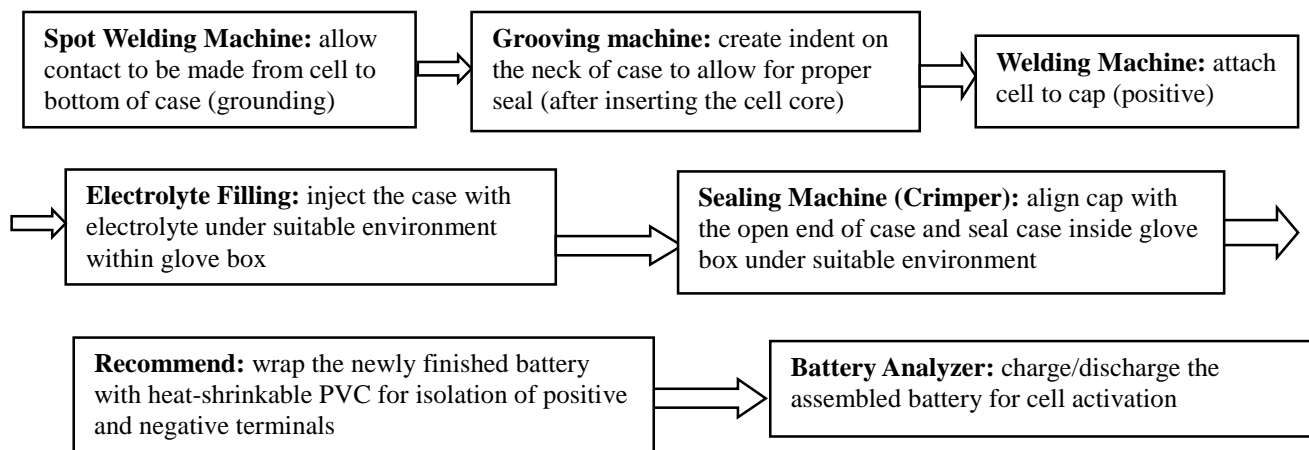 Spot Welding Machine: allow
contact to be made from cell to
bottom of case (grounding)
Grooving machine: create indent on
the neck of case to allow for proper
seal (after inserting the cell core)
Welding Machine: attach
cell to cap (positive)
Electrolyte Filling: inject the case with
electrolyte under suitable environment
within glove box
Sealing Machine (Crimper): align cap with
the open end of case and seal case inside glove
box under suitable environment
Recommend: wrap the newly finished battery
with heat-shrinkable PVC for isolation of positive
and negative terminals
Battery Analyzer: charge/discharge the
assembled battery for cell activation